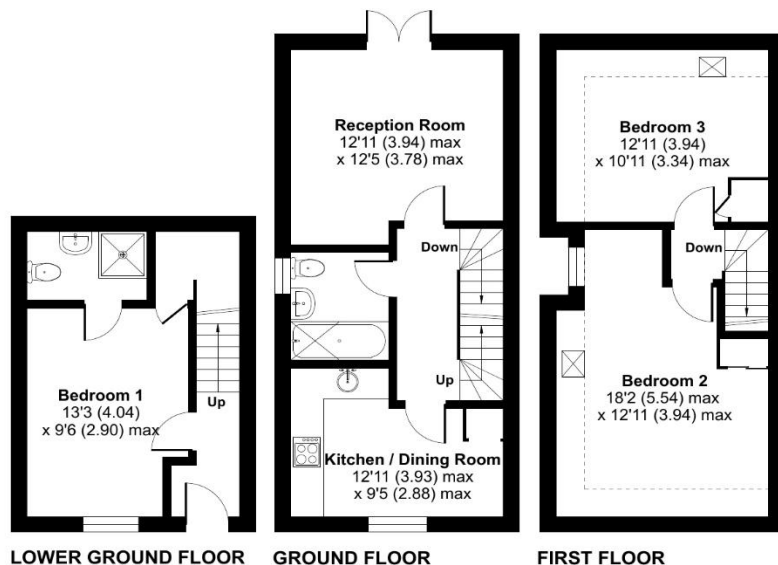 Reception Room
12'11 (3.94) max
x 12'5 (3.78) max
Bedroom 3
12'11 (3.94)
x 10'11 (3.34) max
Down
Down
Bedroom 1
13'3 (4.04)
x 9'6 (2.90) max
Up
Up
Bedroom 2
18'2 (5.54) max
x 12'11 (3.94) max
Kitchen / Dining Room
12'11 (3.93) max
x 9'5 (2.88) max
LOWER GROUND FLOOR
GROUND FLOOR
FIRST FLOOR